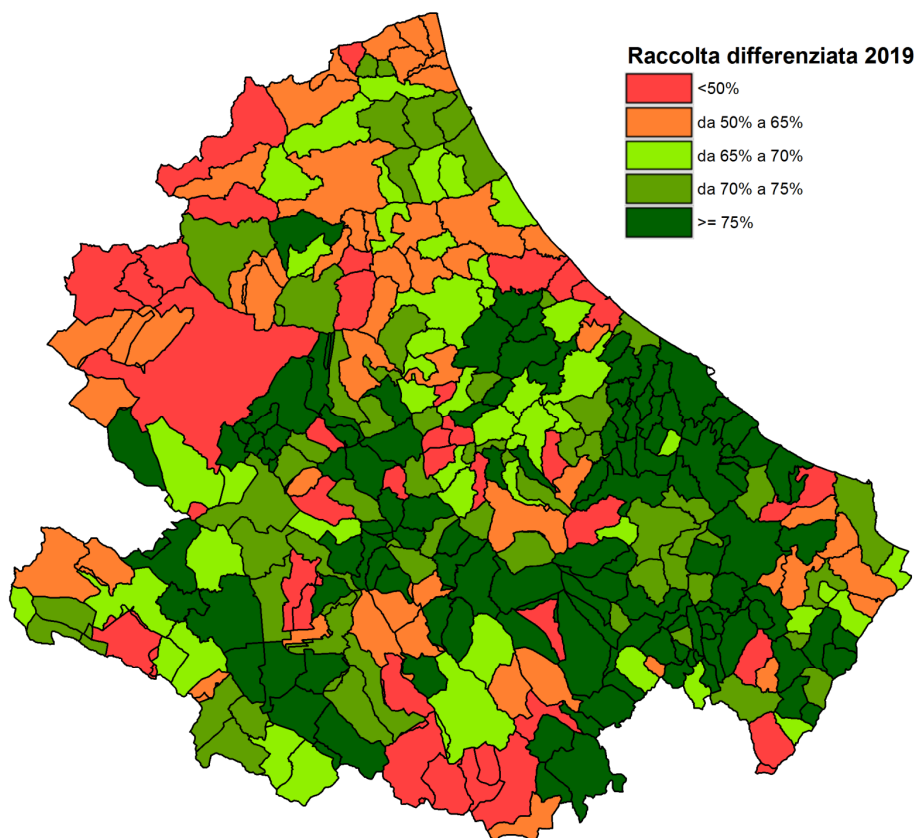 Raccolta differenziata 2019
<50%
da 50% a 65%
da 65% a 70%
da 70% a 75%
>= 75%